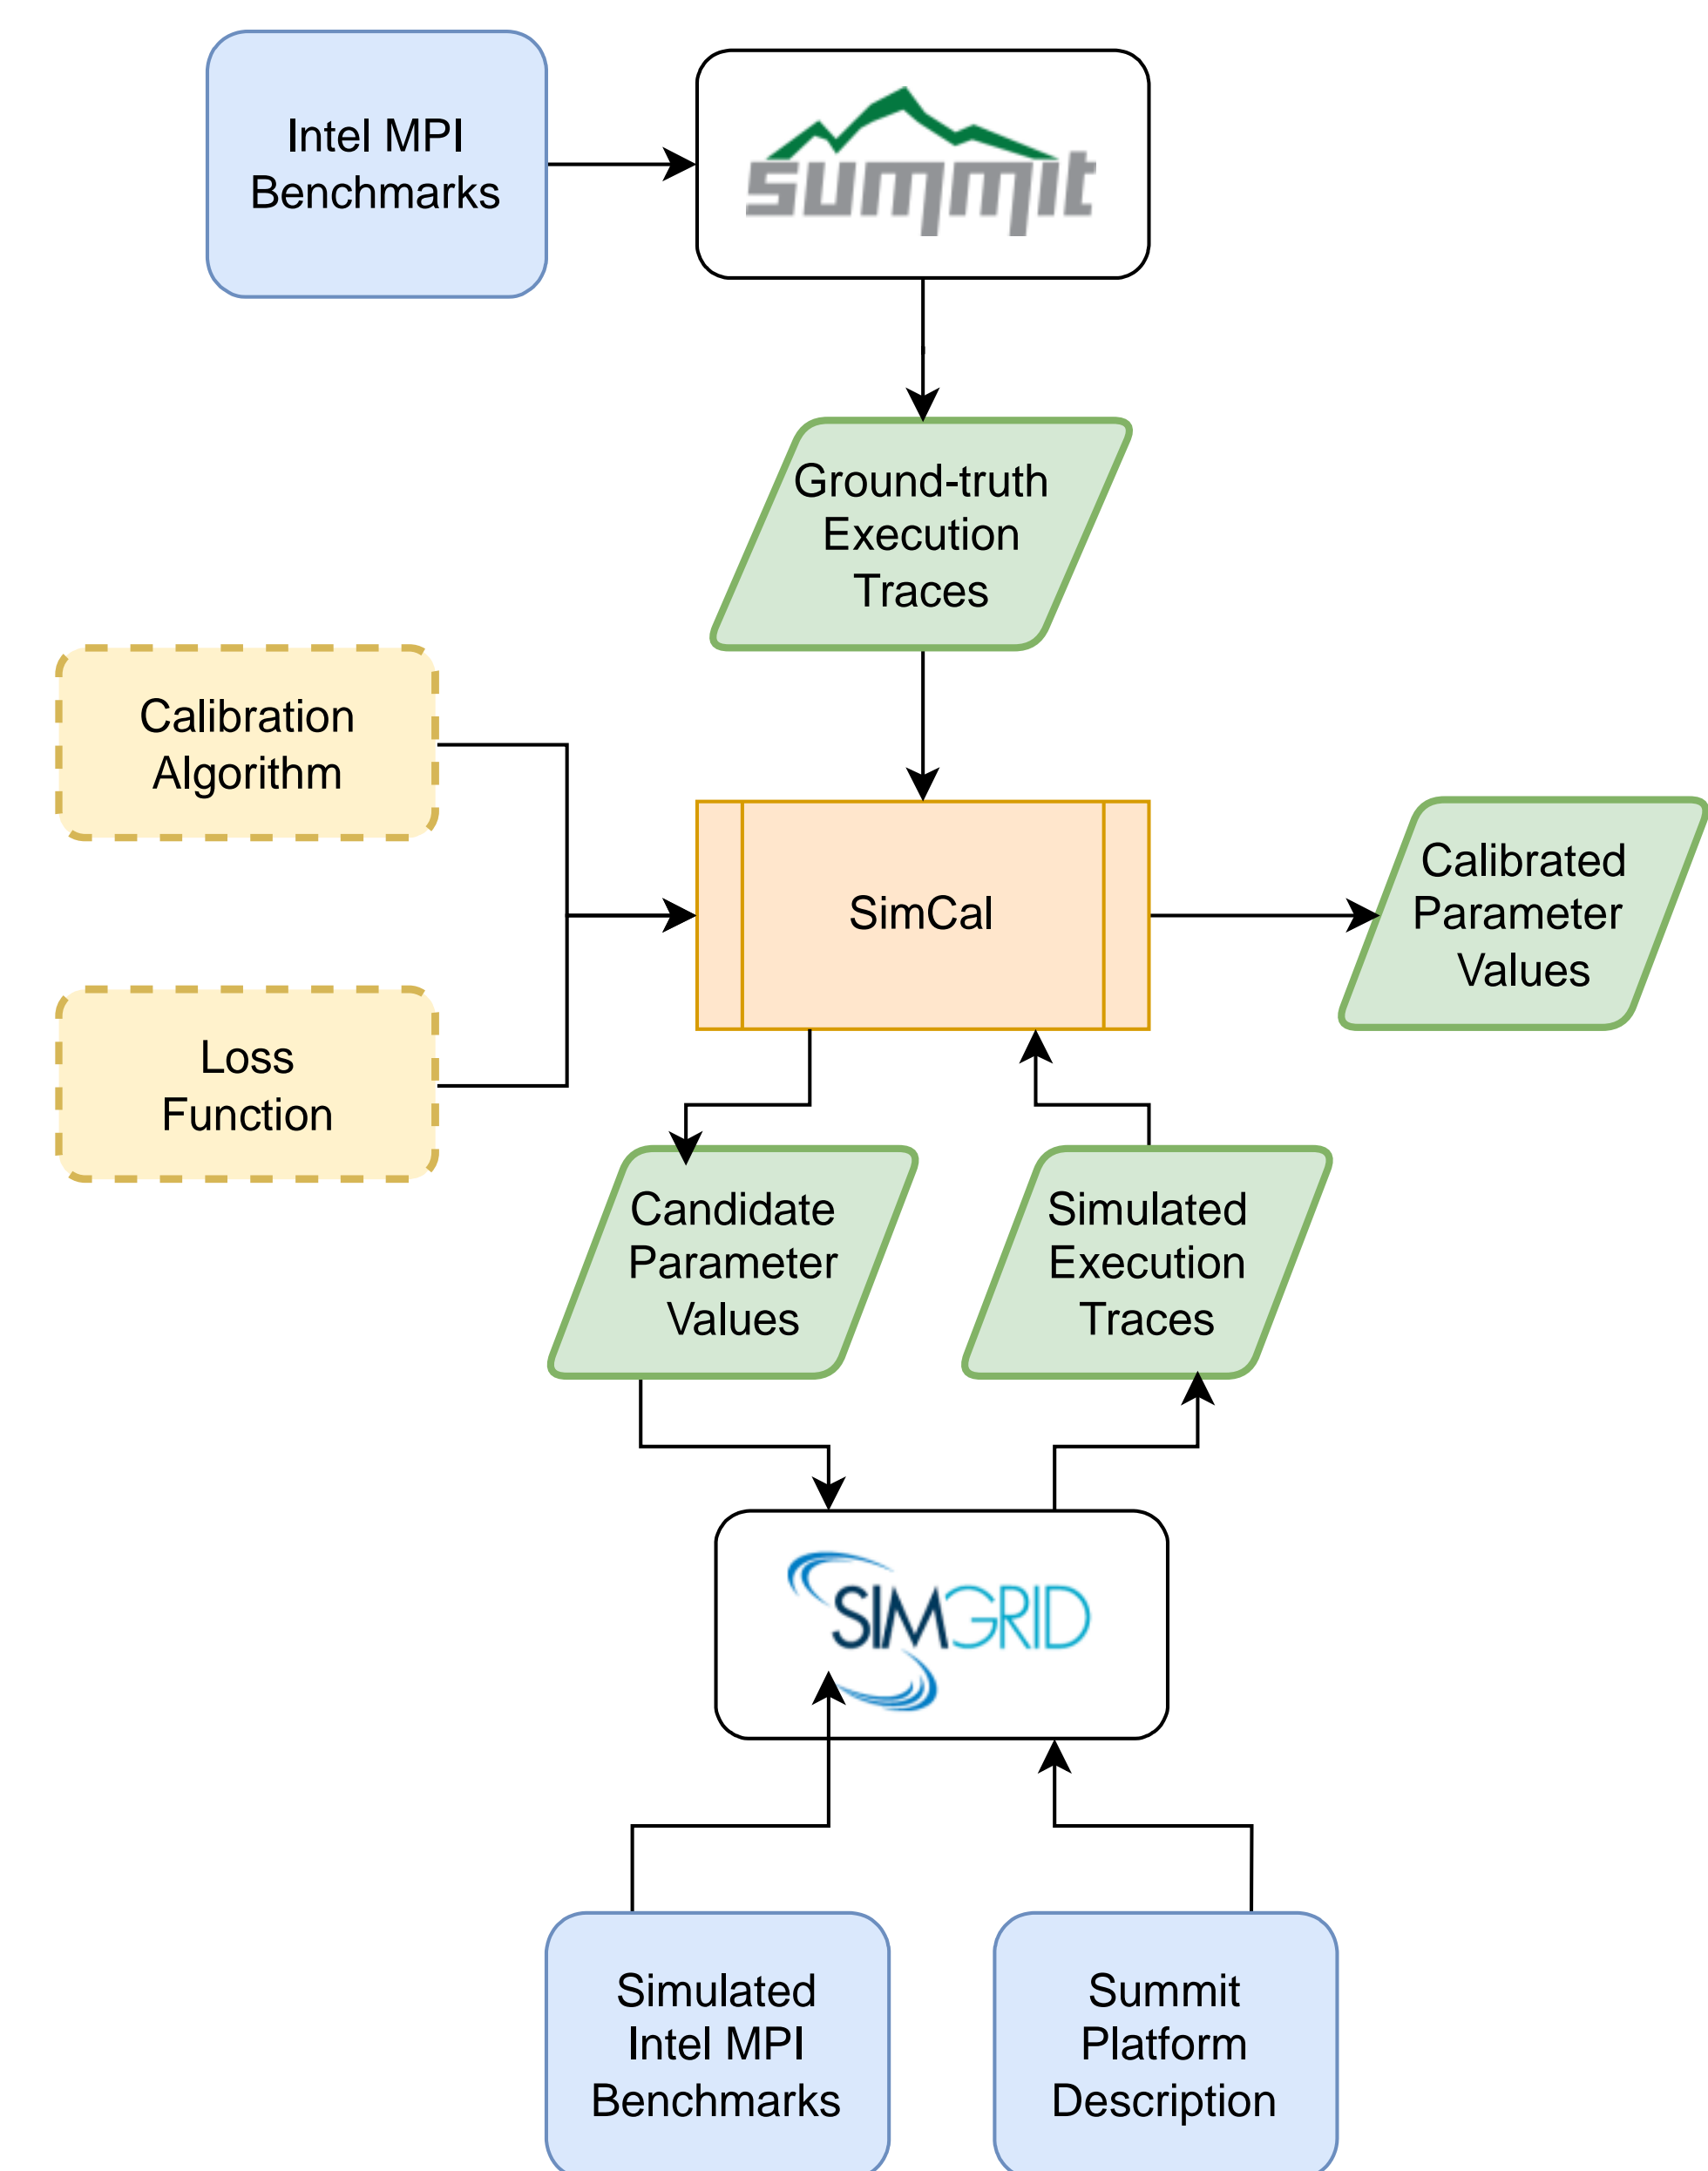 Intel MPI
Benchmarks
summit
Ground-truth
Execution
Traces
Calibration
Algorithm
SimCal
Calibrated
Parameter
Values
Loss
Function
Candidate
Parameter
Values
Simulated
Execution
Traces
SIMGRID
Simulated
Intel MPI
Benchmarks
Summit
Platform
Description